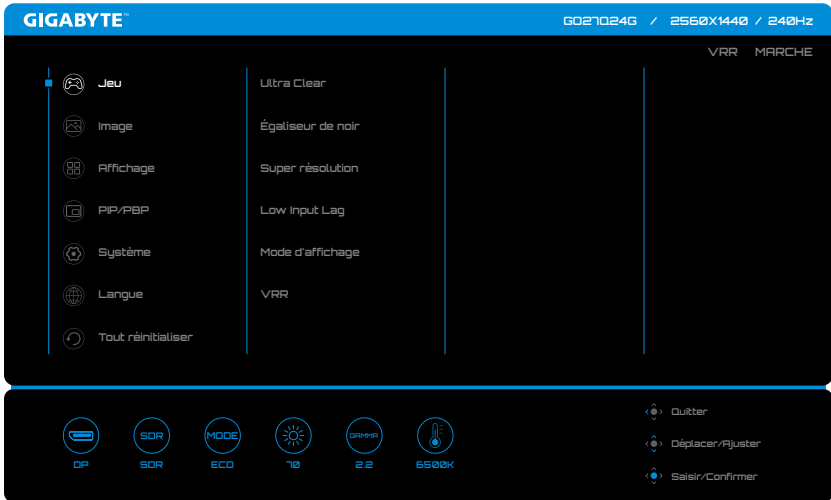 GIGABYTE™
GO27Q24G / 2560X1440 / 240Hz
VRR MARCHE
Jeu
Image
Affichage
PIP/PBP
Système
Langue
Tout réinitialiser
Ultra Clear
Égaliseur de noir
Super résolution
Low Input Lag
Mode d'affichage
VRR
SDR
MODE
GAMMA
DP
SDR
ECO
70
2.2
6500K
Quitter
Déplacer/Ajuster
Saisir/Confirmer